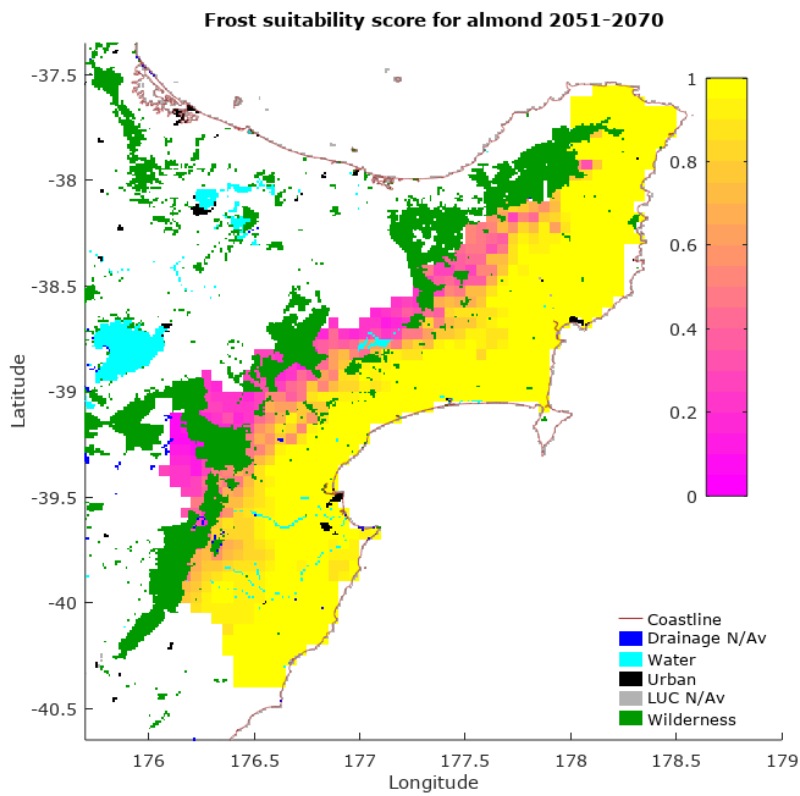 Frost suitability score for almond 2051-2070
-37.5
-38
-38.5
-39
-39.5
-40
-40.5
Latitude
176
176.5
177
177.5
178
178.5
179
Longitude
1
0.8
0.6
0.4
0.2
0
Coastline
Drainage N/Av
Water
Urban
LUC N/Av
Wilderness